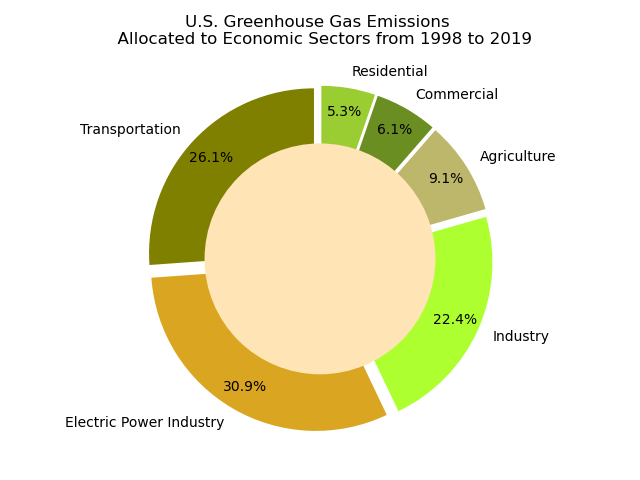 U.S. Greenhouse Gas Emissions
Allocated to Economic Sectors from 1998 to 2019
Residential
5.3%
Commercial
6.1%
Agriculture
9.1%
Transportation
26.1%
Industry
22.4%
Electric Power Industry
30.9%